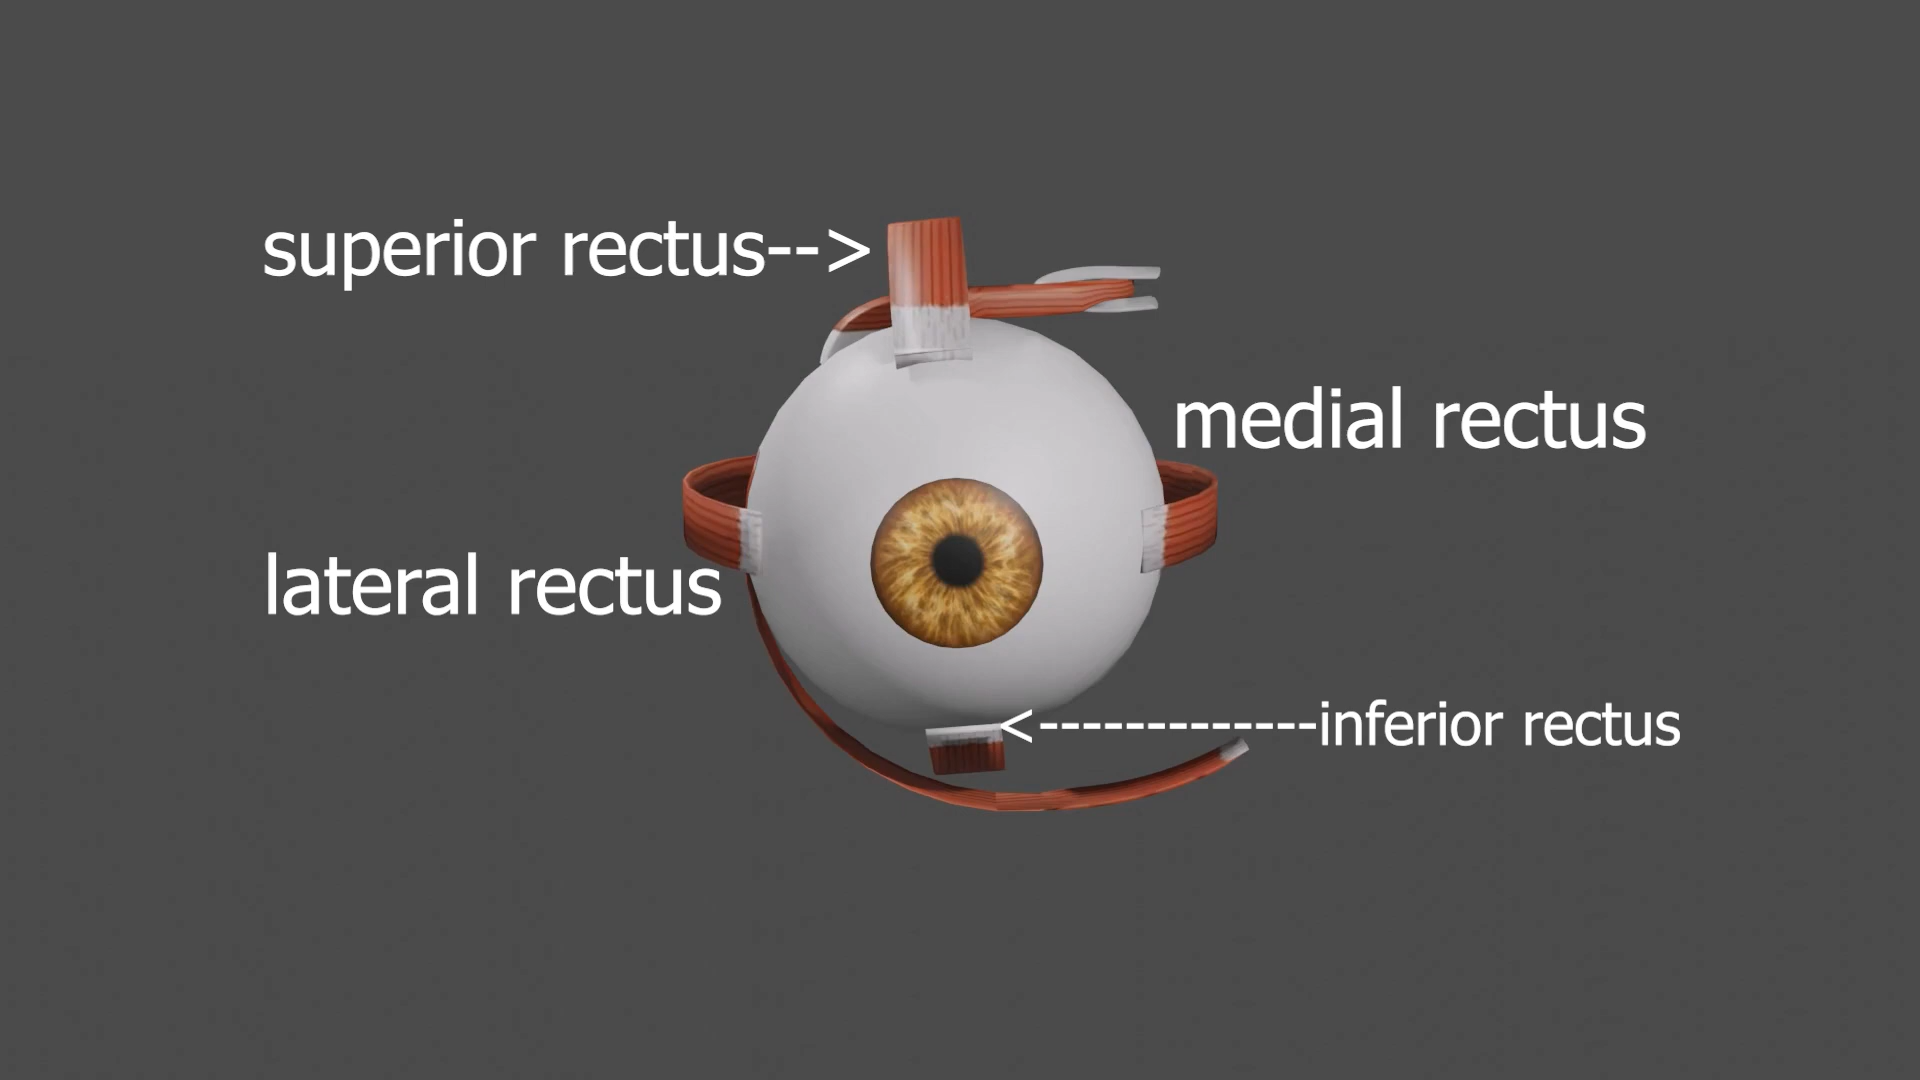 superior rectus-->
medial rectus
lateral rectus
<-------------inferior rectus